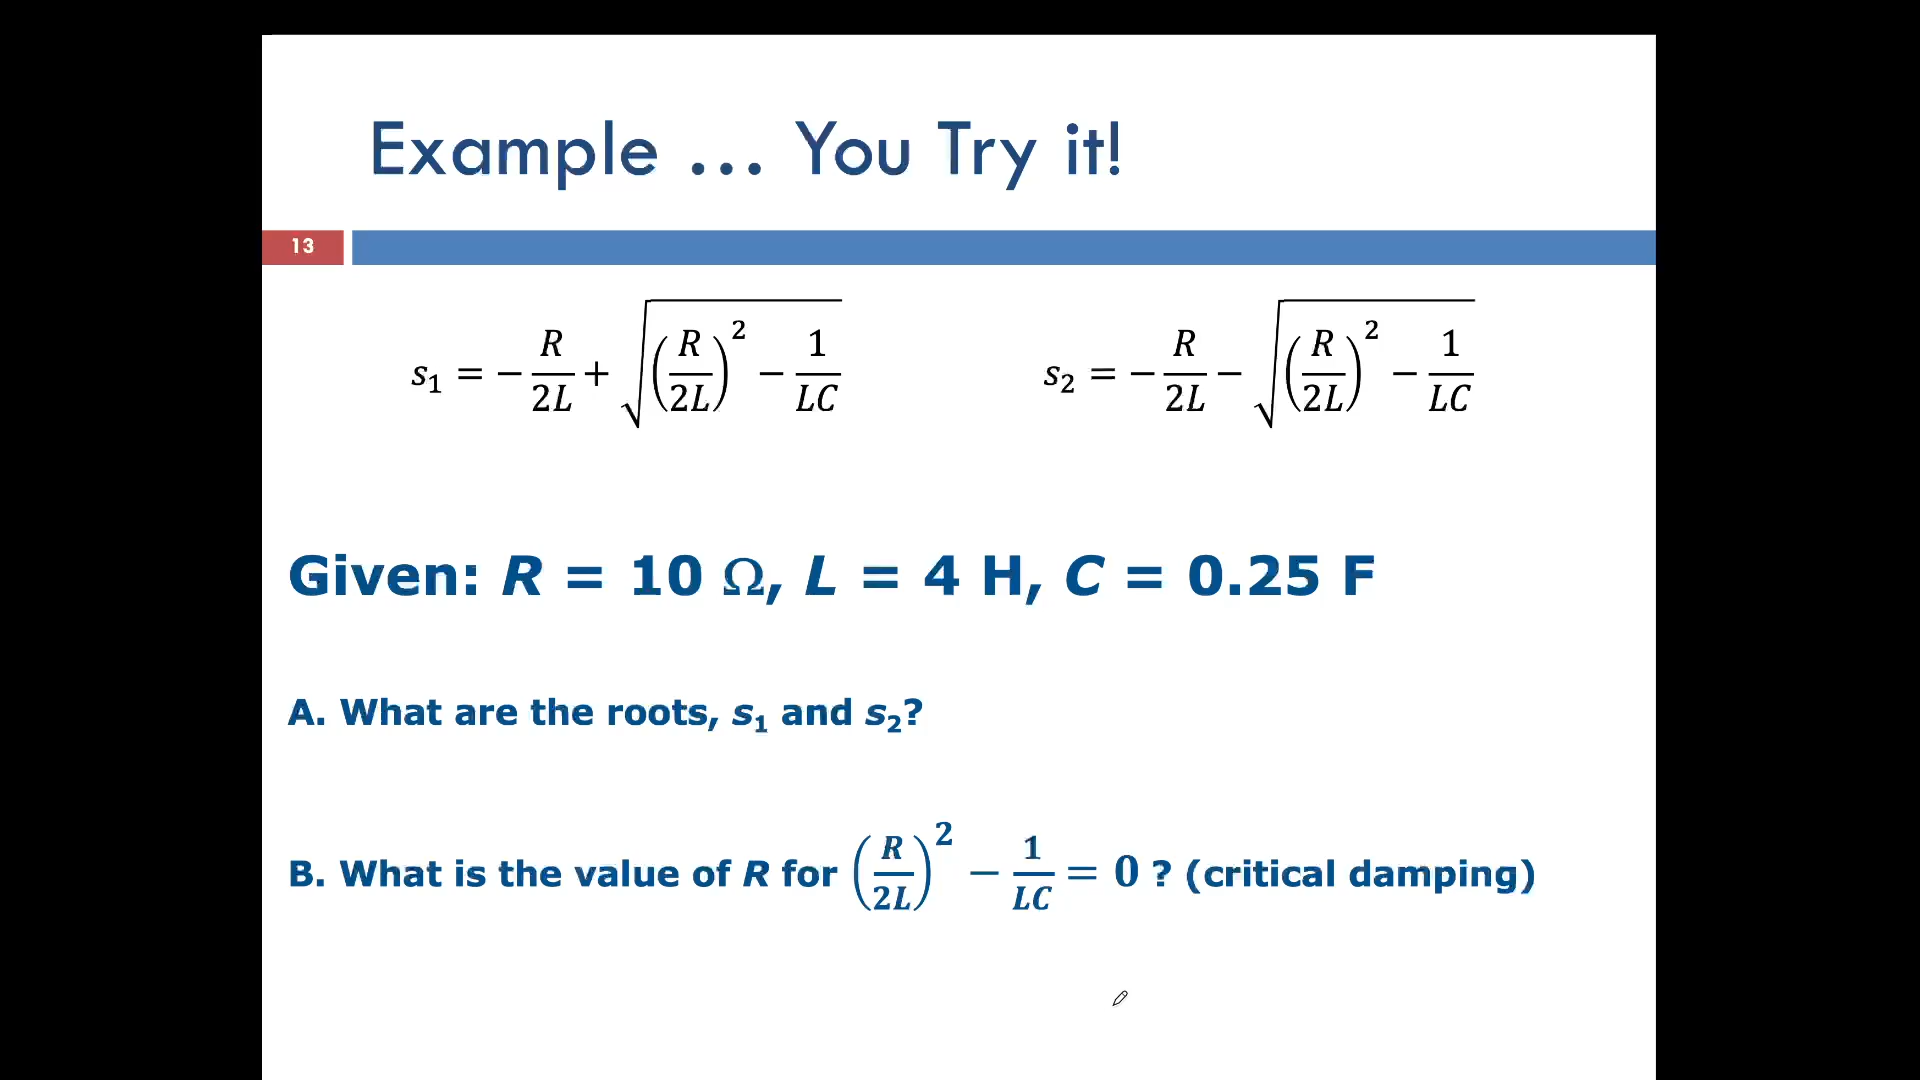 Example ... You Try it!
13
s₁ = −R/2L + √((R/2L)² − 1/LC)
s₂ = −R/2L − √((R/2L)² − 1/LC)
Given: R = 10 Ω, L = 4 H, C = 0.25 F
A. What are the roots, s₁ and s₂?
B. What is the value of R for (R/2L)² − 1/LC = 0 ? (critical damping)